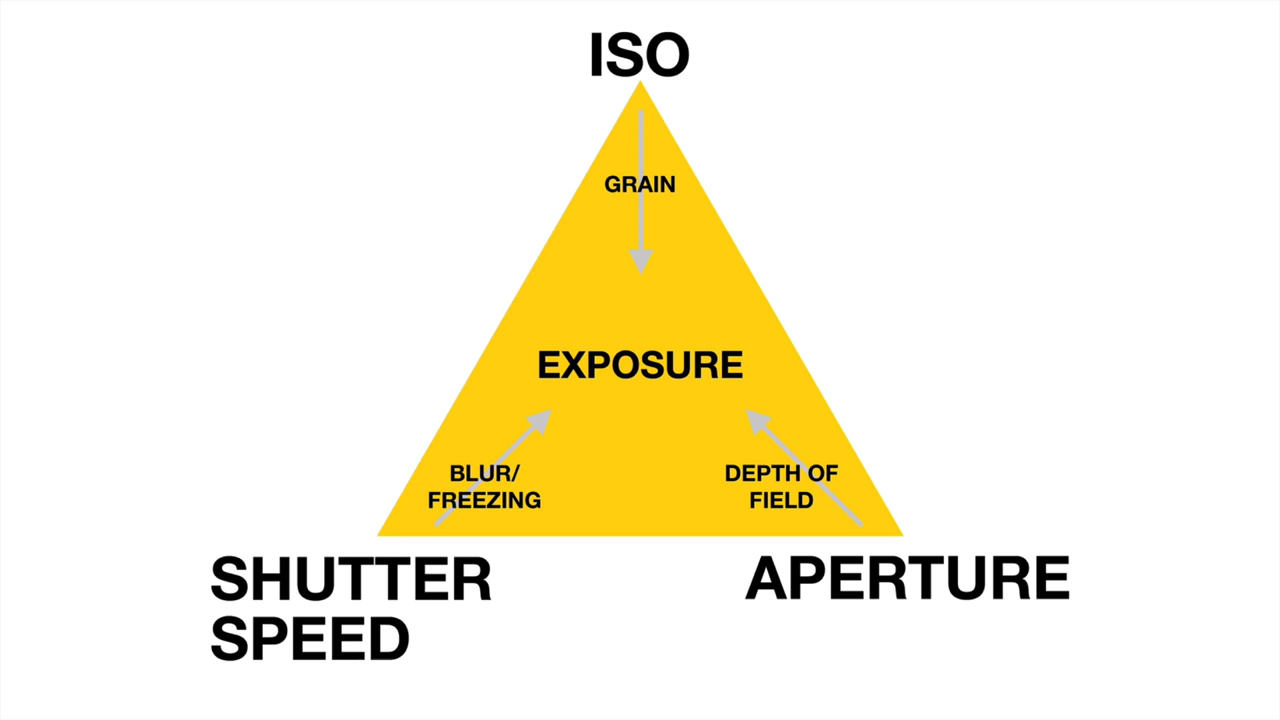 ISO
GRAIN
EXPOSURE
BLUR/
FREEZING
DEPTH OF
FIELD
SHUTTER
SPEED
APERTURE